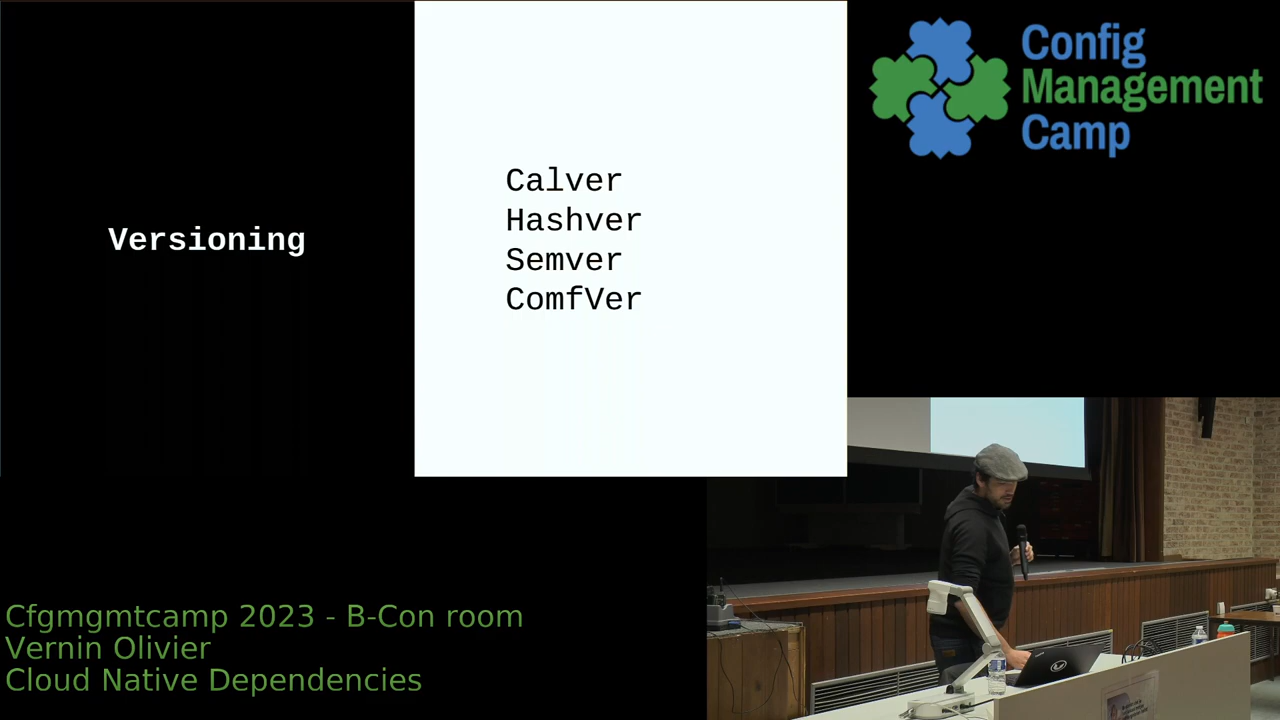 Versioning
Calver
Hashver
Semver
ComfVer
Config
Management
Camp
Cfgmgmtcamp 2023 - B-Con room
Vernin Olivier
Cloud Native Dependencies